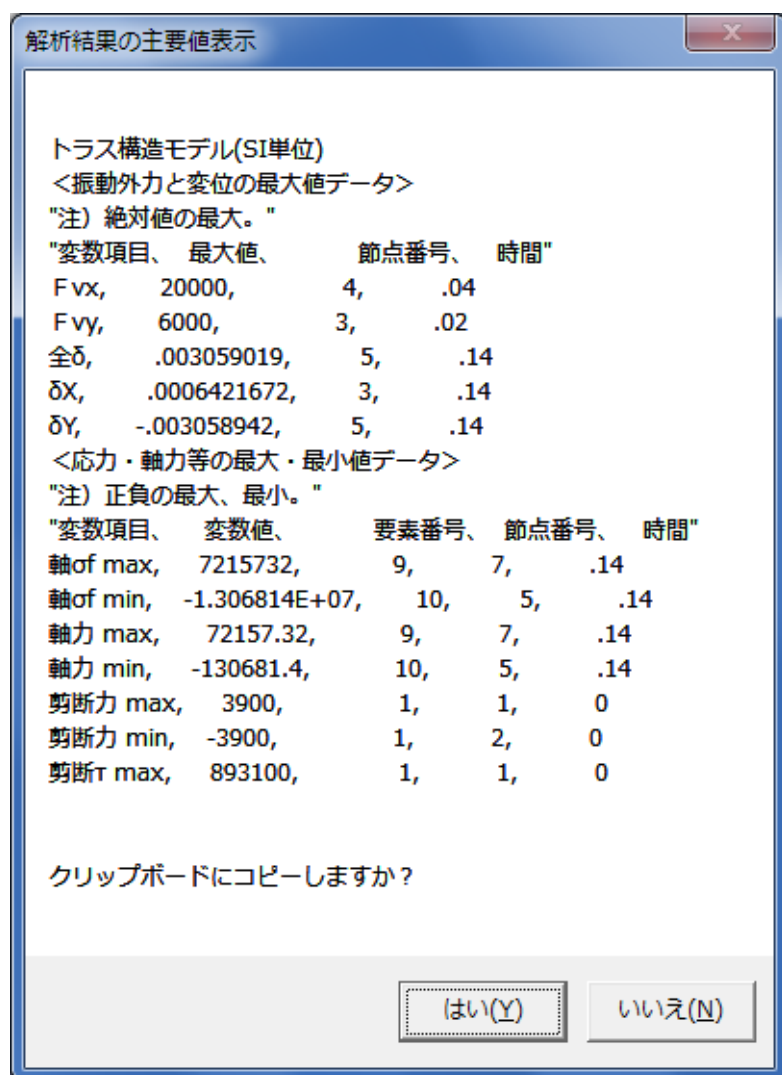 解析結果の主要値表示
トラス構造モデル(SI単位)
＜振動外力と変位の最大値データ＞
"注）絶対値の最大。"
"変数項目、 最大値、 節点番号、 時間"
Ｆvx, 20000, 4, .04
Ｆvy, 6000, 3, .02
全δ, .003059019, 5, .14
δX, .0006421672, 3, .14
δY, -.003058942, 5, .14
＜応力・軸力等の最大・最小値データ＞
"注）正負の最大、最小。"
"変数項目、 変数値、 要素番号、 節点番号、 時間"
軸σf max, 7215732, 9, 7, .14
軸σf min, -1.306814E+07, 10, 5, .14
軸力 max, 72157.32, 9, 7, .14
軸力 min, -130681.4, 10, 5, .14
剪断力 max, 3900, 1, 1, 0
剪断力 min, -3900, 1, 2, 0
剪断τ max, 893100, 1, 1, 0
クリップボードにコピーしますか？
はい(Y) いいえ(N)